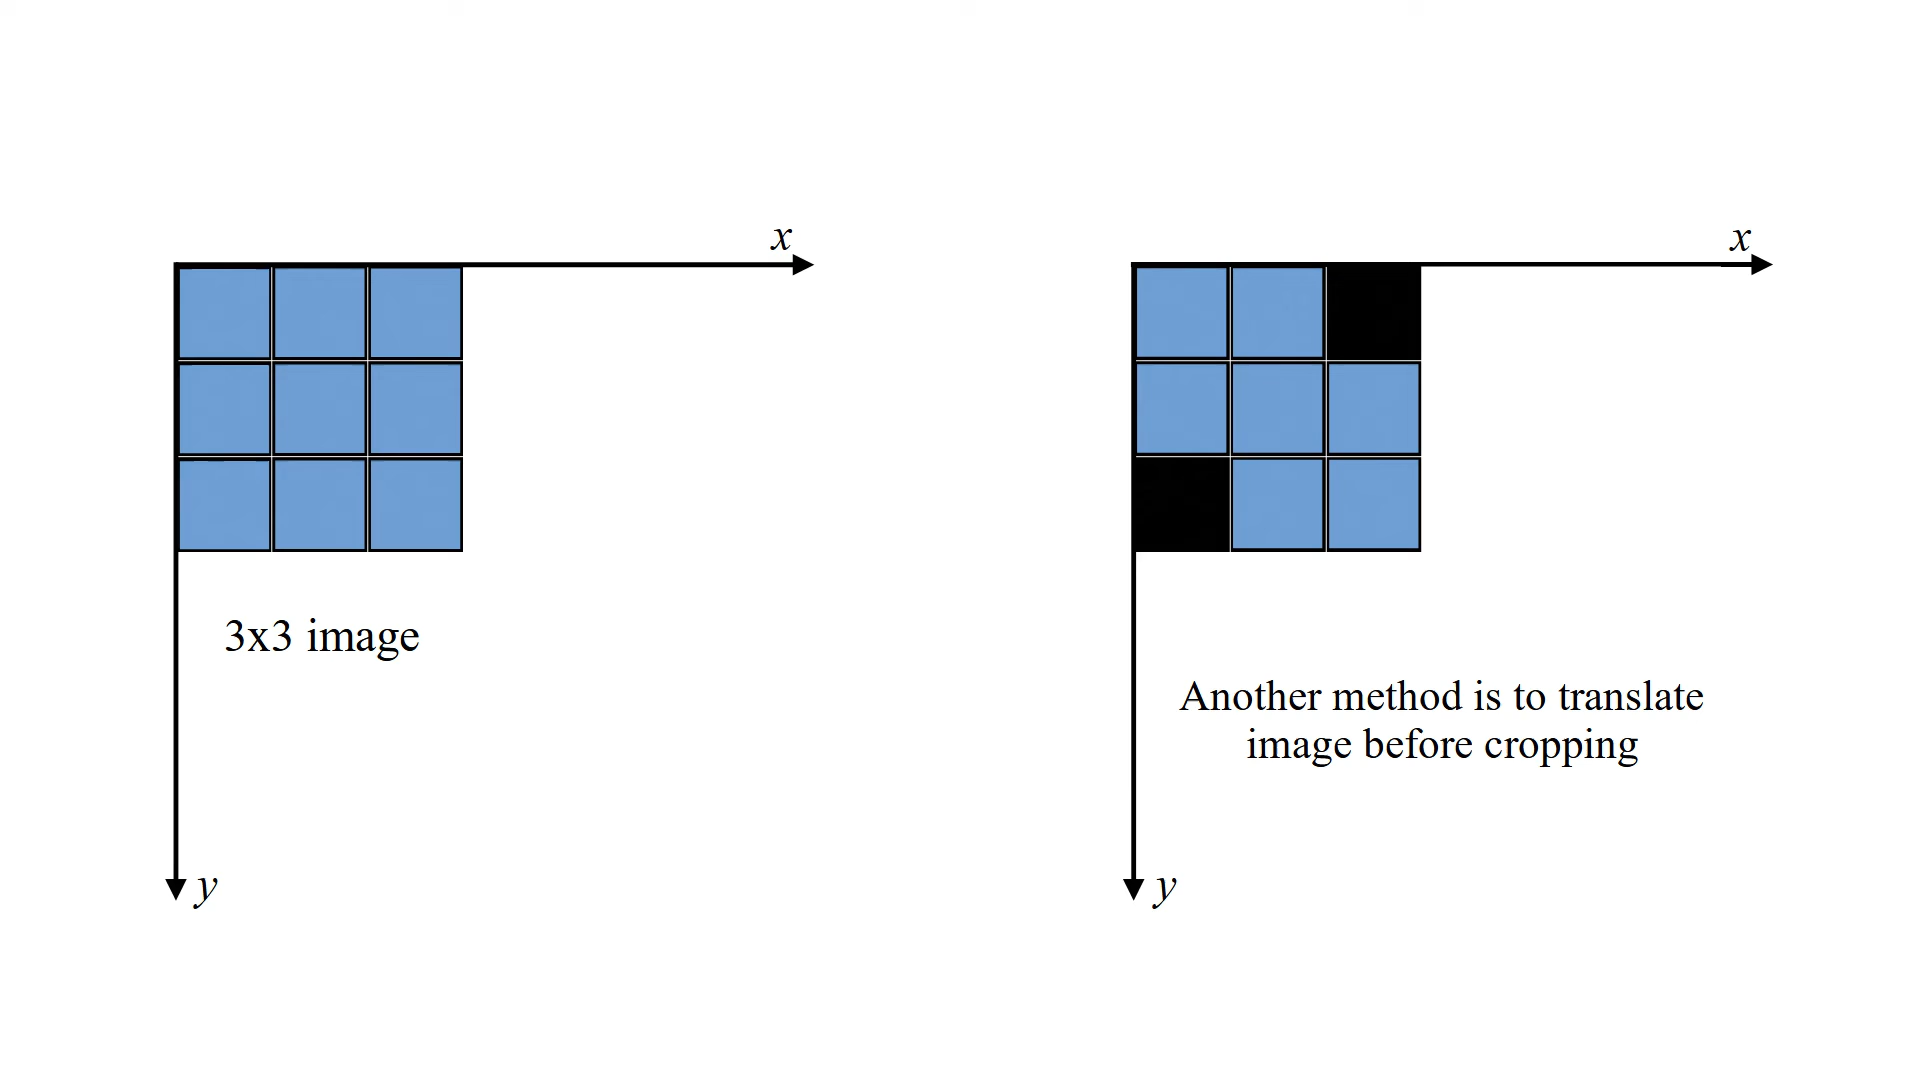 x
x
3x3 image
Another method is to translate
image before cropping
y
y